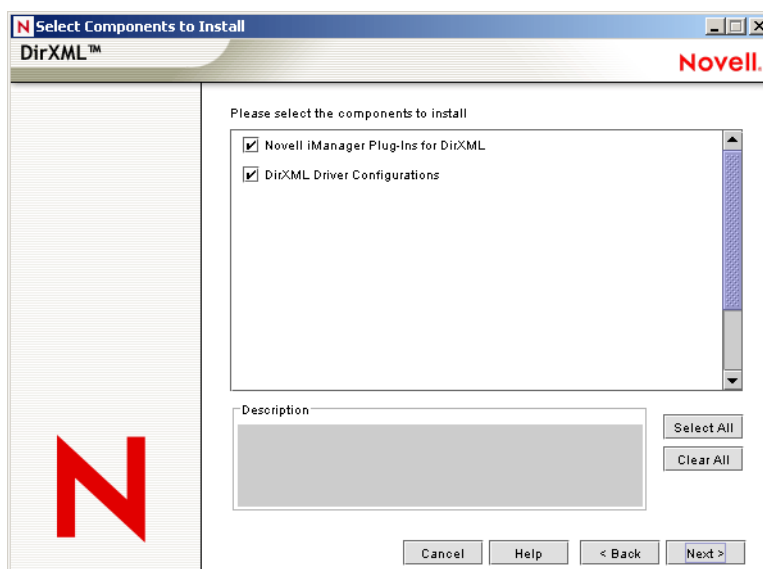 N Select Components to Install
DirXML™
Novell.
Please select the components to install
Novell iManager Plug-Ins for DirXML
DirXML Driver Configurations
Description
Select All
Clear All
N
Cancel
Help
< Back
Next >